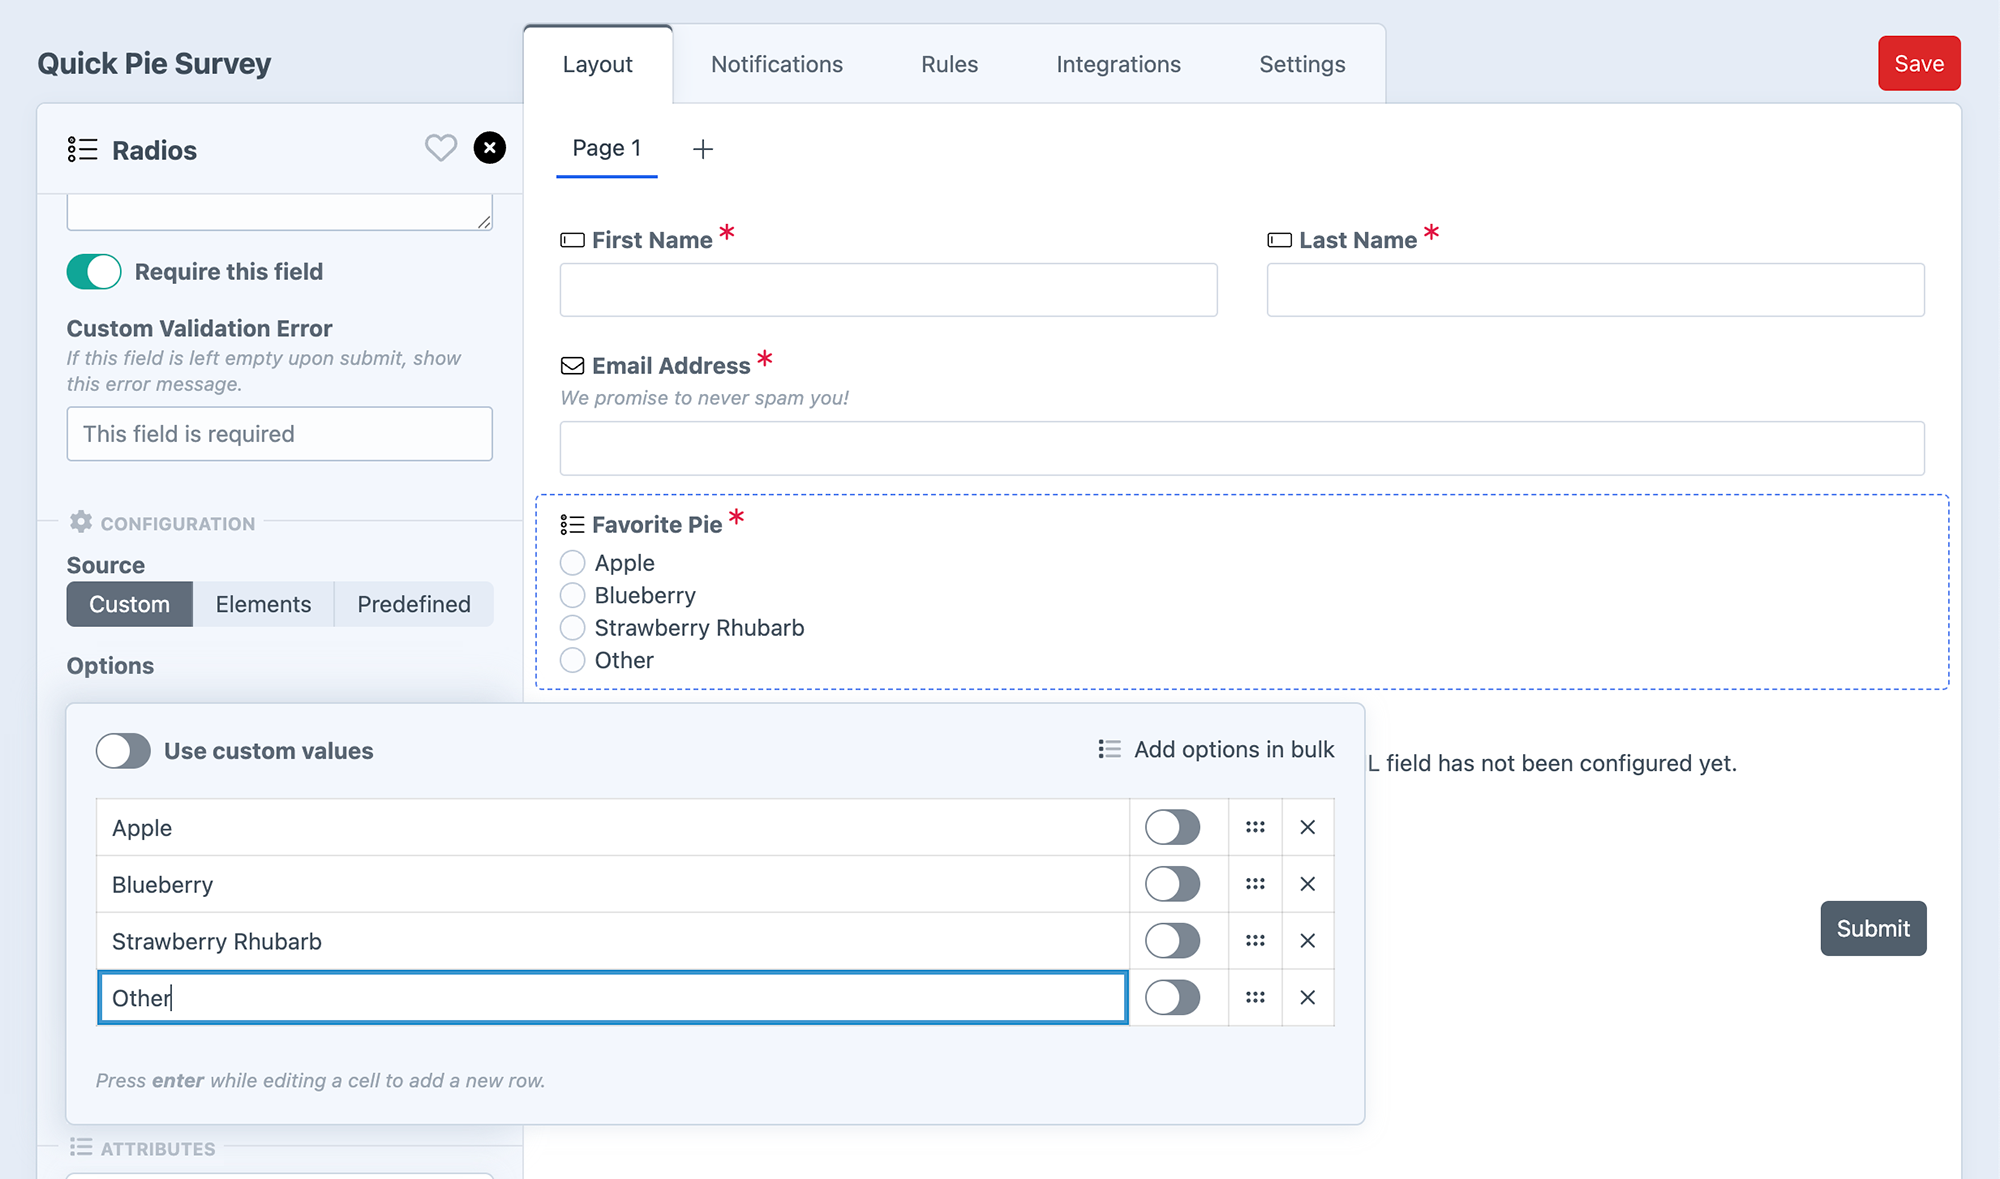 Quick Pie Survey
Layout
Notifications
Rules
Integrations
Settings
Save
Radios
Require this field
Custom Validation Error
If this field is left empty upon submit, show
this error message.
This field is required
CONFIGURATION
Source
Custom
Elements
Predefined
Options
Page 1
First Name *
Last Name *
Email Address *
We promise to never spam you!
Favorite Pie *
Apple
Blueberry
Strawberry Rhubarb
Other
Use custom values
Add options in bulk
Apple
Blueberry
Strawberry Rhubarb
Other
Press enter while editing a cell to add a new row.
L field has not been configured yet.
Submit
ATTRIBUTES